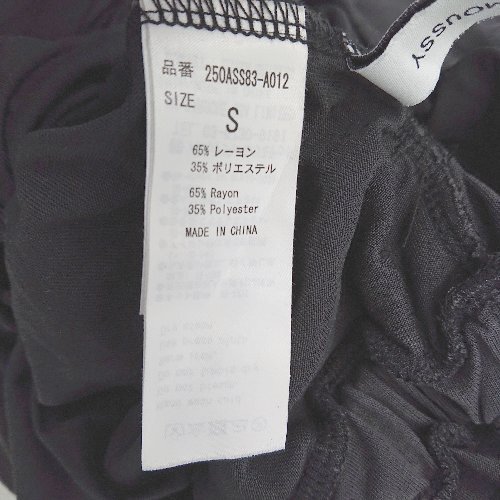 品番 250ASS83-A012
SIZE
S
65% レーヨン
35% ポリエステル
65% Rayon
35% Polyester
MADE IN CHINA
MOUSSY